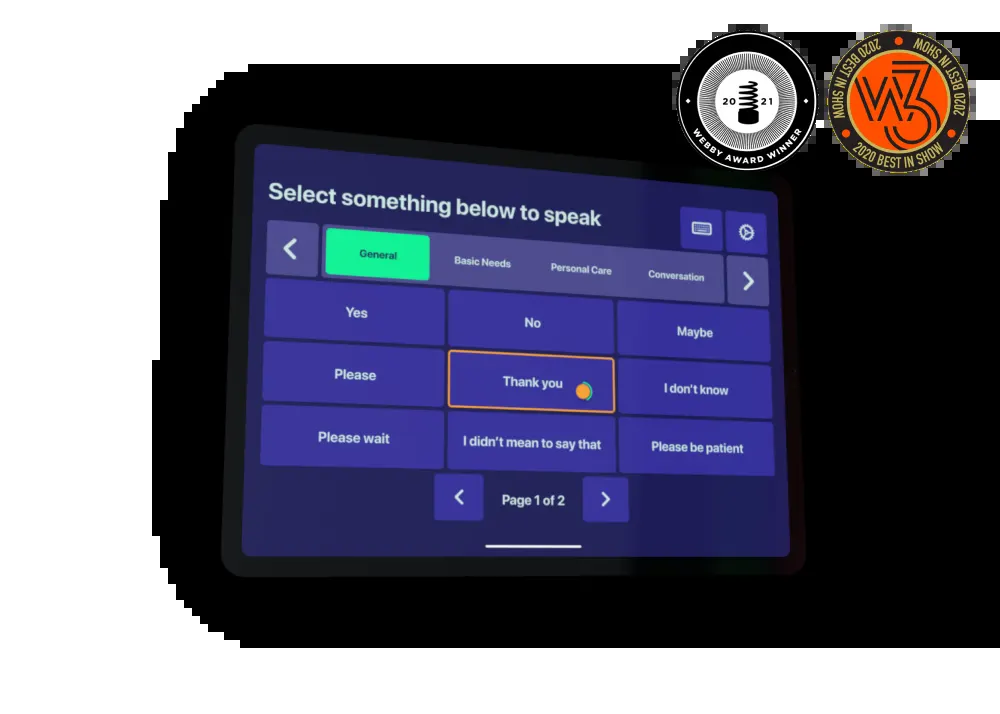 20 21
WEBBY AWARD WINNER
W3
2020 BEST IN SHOW
2020 BEST IN SHOW
2020 BEST IN SHOW
Select something below to speak
General
Basic Needs
Personal Care
Conversation
Yes
No
Maybe
Please
Thank you
I don't know
Please wait
I didn’t mean to say that
Please be patient
Page 1 of 2